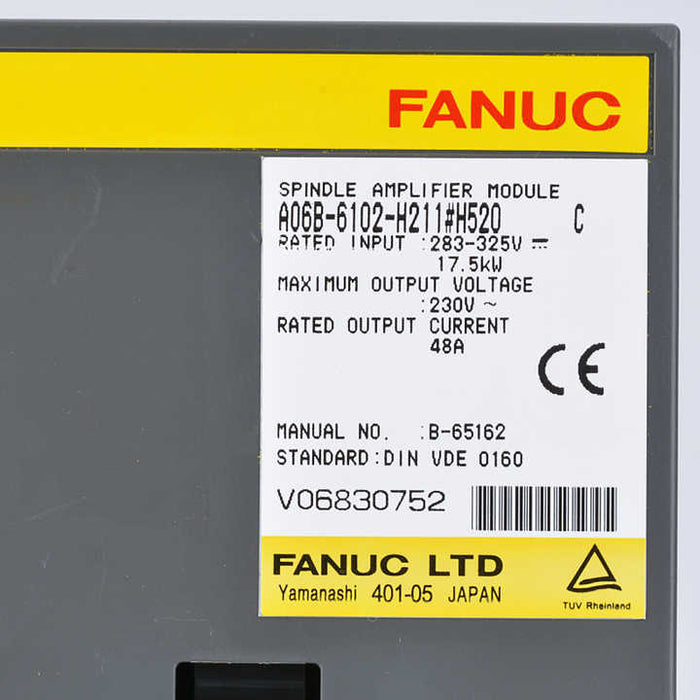 FANUC
SPINDLE AMPLIFIER MODULE
A06B-6102-H211#H520 C
RATED INPUT :283-325V ⎓
17.5kW
MAXIMUM OUTPUT VOLTAGE
:230V ~
RATED OUTPUT CURRENT
48A
CE
MANUAL NO. :B-65162
STANDARD:DIN VDE 0160
V06830752
FANUC LTD
Yamanashi 401-05 JAPAN
TUV Rheinland